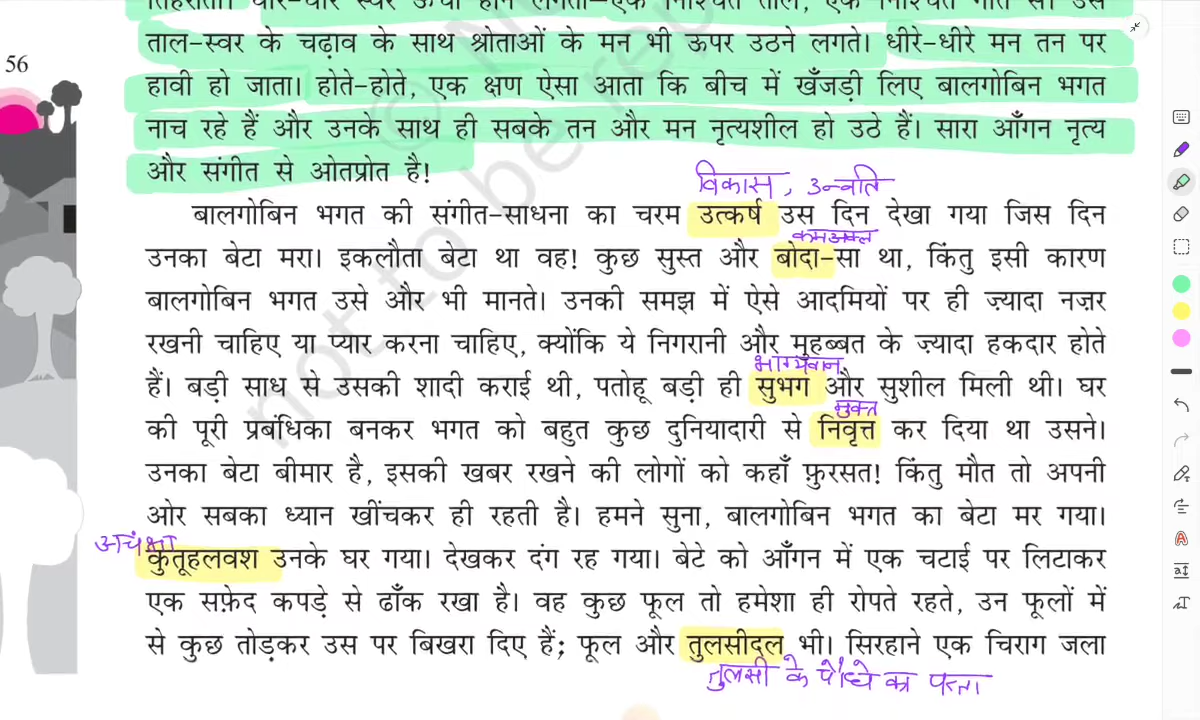 ताल-स्वर के चढ़ाव के साथ श्रोताओं के मन भी ऊपर उठने लगते। धीरे-धीरे मन तन पर
56
हावी हो जाता। होते-होते, एक क्षण ऐसा आता कि बीच में खँजड़ी लिए बालगोबिन भगत
नाच रहे हैं और उनके साथ ही सबके तन और मन नृत्यशील हो उठे हैं। सारा आँगन नृत्य
और संगीत से ओतप्रोत है!
विकास, उन्नति
बालगोबिन भगत की संगीत-साधना का चरम उत्कर्ष उस दिन देखा गया जिस दिन
कमअक्ल
उनका बेटा मरा। इकलौता बेटा था वह! कुछ सुस्त और बोदा-सा था, किंतु इसी कारण
बालगोबिन भगत उसे और भी मानते। उनकी समझ में ऐसे आदमियों पर ही ज़्यादा नज़र
रखनी चाहिए या प्यार करना चाहिए, क्योंकि ये निगरानी और मुहब्बत के ज़्यादा हकदार होते
भाग्यवान
हैं। बड़ी साध से उसकी शादी कराई थी, पतोहू बड़ी ही सुभग और सुशील मिली थी। घर
मुक्त
की पूरी प्रबंधिका बनकर भगत को बहुत कुछ दुनियादारी से निवृत्त कर दिया था उसने।
उनका बेटा बीमार है, इसकी खबर रखने की लोगों को कहाँ फ़ुरसत! किंतु मौत तो अपनी
ओर सबका ध्यान खींचकर ही रहती है। हमने सुना, बालगोबिन भगत का बेटा मर गया।
कुतूहलवश उनके घर गया। देखकर दंग रह गया। बेटे को आँगन में एक चटाई पर लिटाकर
एक सफ़ेद कपड़े से ढाँक रखा है। वह कुछ फूल तो हमेशा ही रोपते रहते, उन फूलों में
से कुछ तोड़कर उस पर बिखरा दिए हैं; फूल और तुलसीदल भी। सिरहाने एक चिराग जला
तुलसी के पौधे का पत्ता
not to be rep